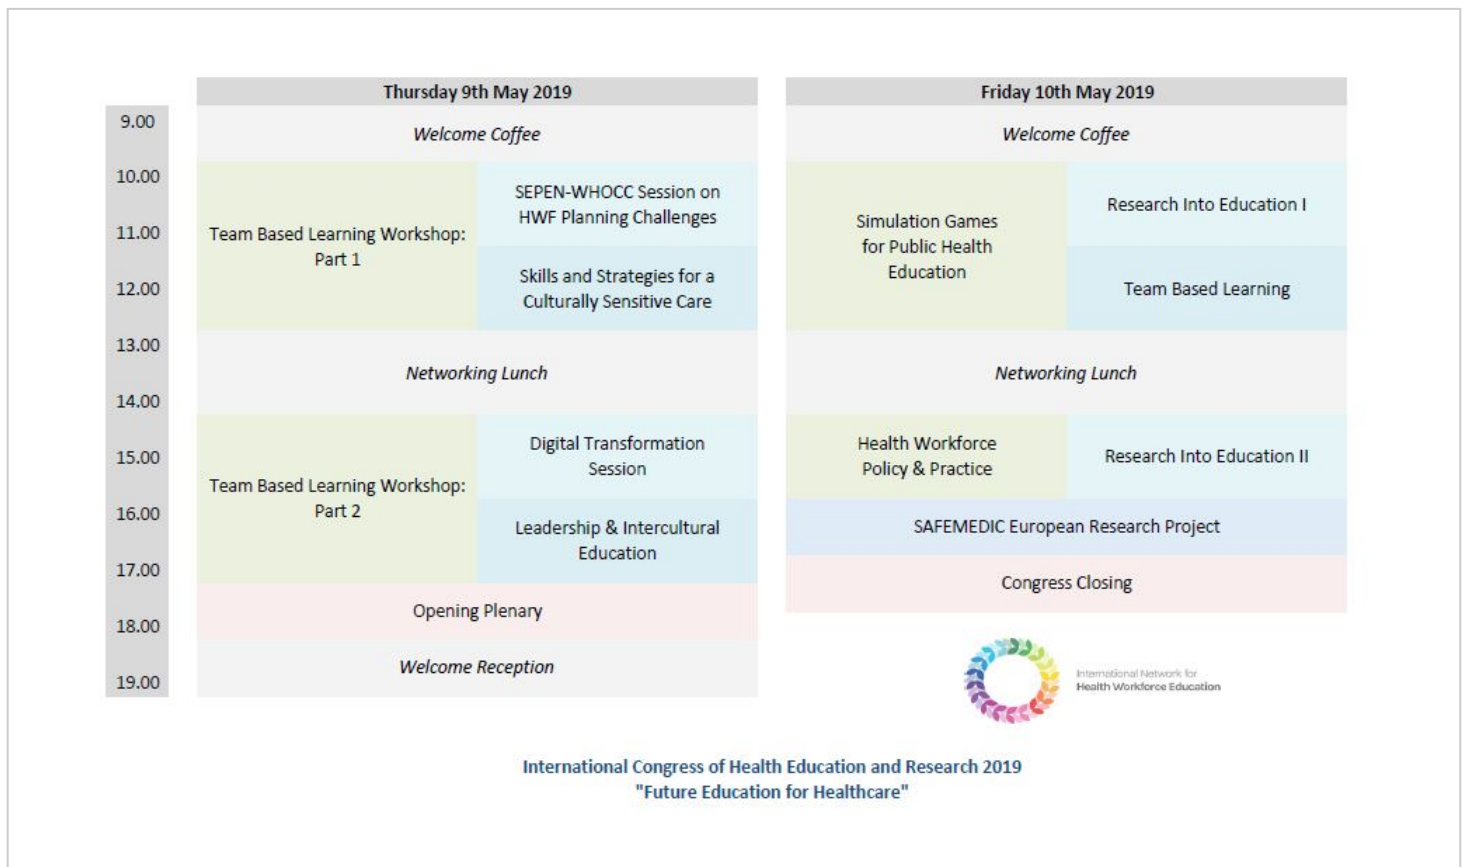 Thursday 9th May 2019
Friday 10th May 2019
9.00
Welcome Coffee
Welcome Coffee
10.00
11.00
12.00
Team Based Learning Workshop:
Part 1
SEPEN-WHOCC Session on
HWF Planning Challenges
Skills and Strategies for a
Culturally Sensitive Care
Simulation Games
for Public Health
Education
Research Into Education I
Team Based Learning
13.00
Networking Lunch
Networking Lunch
14.00
15.00
16.00
Team Based Learning Workshop:
Part 2
Digital Transformation
Session
Leadership & Intercultural
Education
Health Workforce
Policy & Practice
Research Into Education II
SAFEMEDIC European Research Project
17.00
Opening Plenary
Congress Closing
18.00
Welcome Reception
19.00
International Network for
Health Workforce Education
International Congress of Health Education and Research 2019
"Future Education for Healthcare"